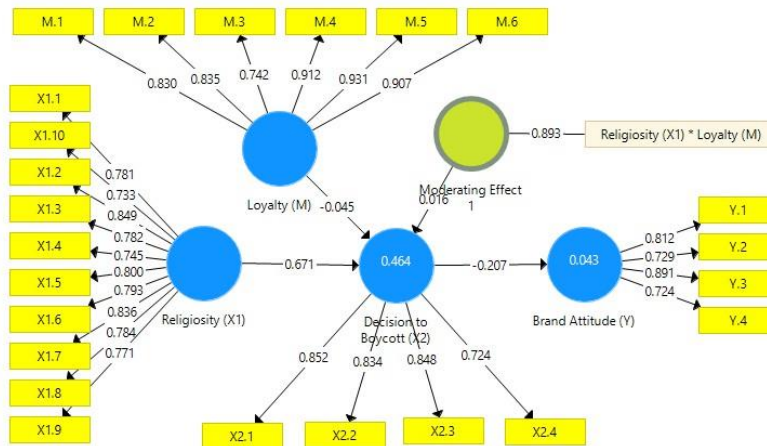 M.1
M.2
M.3
M.4
M.5
M.6
0.830
0.835
0.742
0.912
0.931
0.907
X1.1
X1.10
X1.2
X1.3
X1.4
X1.5
X1.6
X1.7
X1.8
X1.9
0.781
0.733
0.849
0.782
0.745
0.800
0.793
0.836
0.784
0.771
Loyalty (M)
-0.045
0.893
Religiosity (X1) * Loyalty (M)
Moderating Effect
1
0.016
Religiosity (X1)
0.671
0.464
Decision to
Boycott (X2)
-0.207
0.043
Brand Attitude (Y)
0.812
0.729
0.891
0.724
Y.1
Y.2
Y.3
Y.4
0.852
0.834
0.848
0.724
X2.1
X2.2
X2.3
X2.4